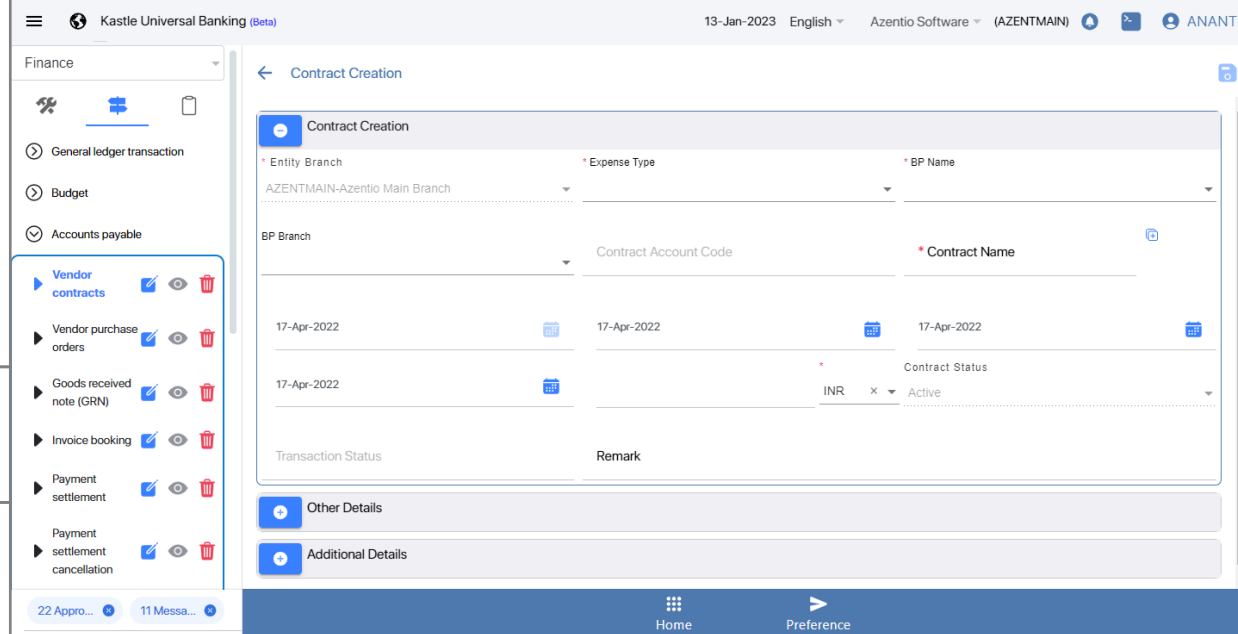 Kastle Universal Banking (Beta)
13-Jan-2023 English Azentio Software (AZENTMAIN) ANANT
Finance
General ledger transaction
Budget
Accounts payable
Vendor
contracts
Vendor purchase
orders
Goods received
note (GRN)
Invoice booking
Payment
settlement
Payment
settlement
cancellation
22 Appro...
11 Messa...
Contract Creation
Contract Creation
* Entity Branch
* Expense Type
* BP Name
AZENTMAIN-Azentio Main Branch
BP Branch
Contract Account Code
* Contract Name
17-Apr-2022
17-Apr-2022
17-Apr-2022
17-Apr-2022
*
INR ×
Contract Status
Active
Transaction Status
Remark
Other Details
Additional Details
Home
Preference